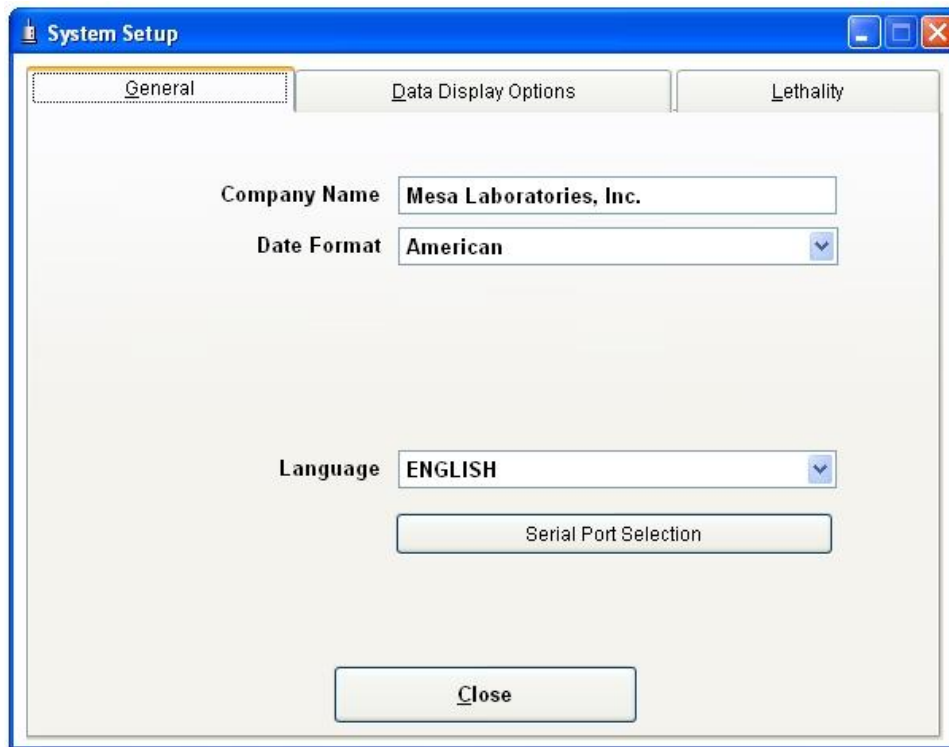 System Setup
General
Data Display Options
Lethality
Company Name
Mesa Laboratories, Inc.
Date Format
American
Language
ENGLISH
Serial Port Selection
Close